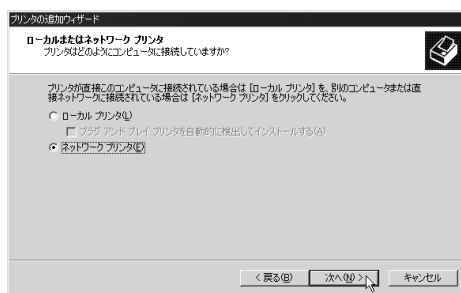 プリンタの追加ウィザード
ローカルまたはネットワーク プリンタ
プリンタはどのようにコンピュータに接続していますか?
プリンタが直接このコンピュータに接続されている場合は [ローカル プリンタ] を、別のコンピュータまたは直
接ネットワークに接続されている場合は [ネットワーク プリンタ] をクリックしてください。
ローカル プリンタ(L)
プラグ アンド プレイ プリンタを自動的に検出してインストールする(A)
ネットワーク プリンタ(E)
< 戻る(B)
次へ(N) >
キャンセル